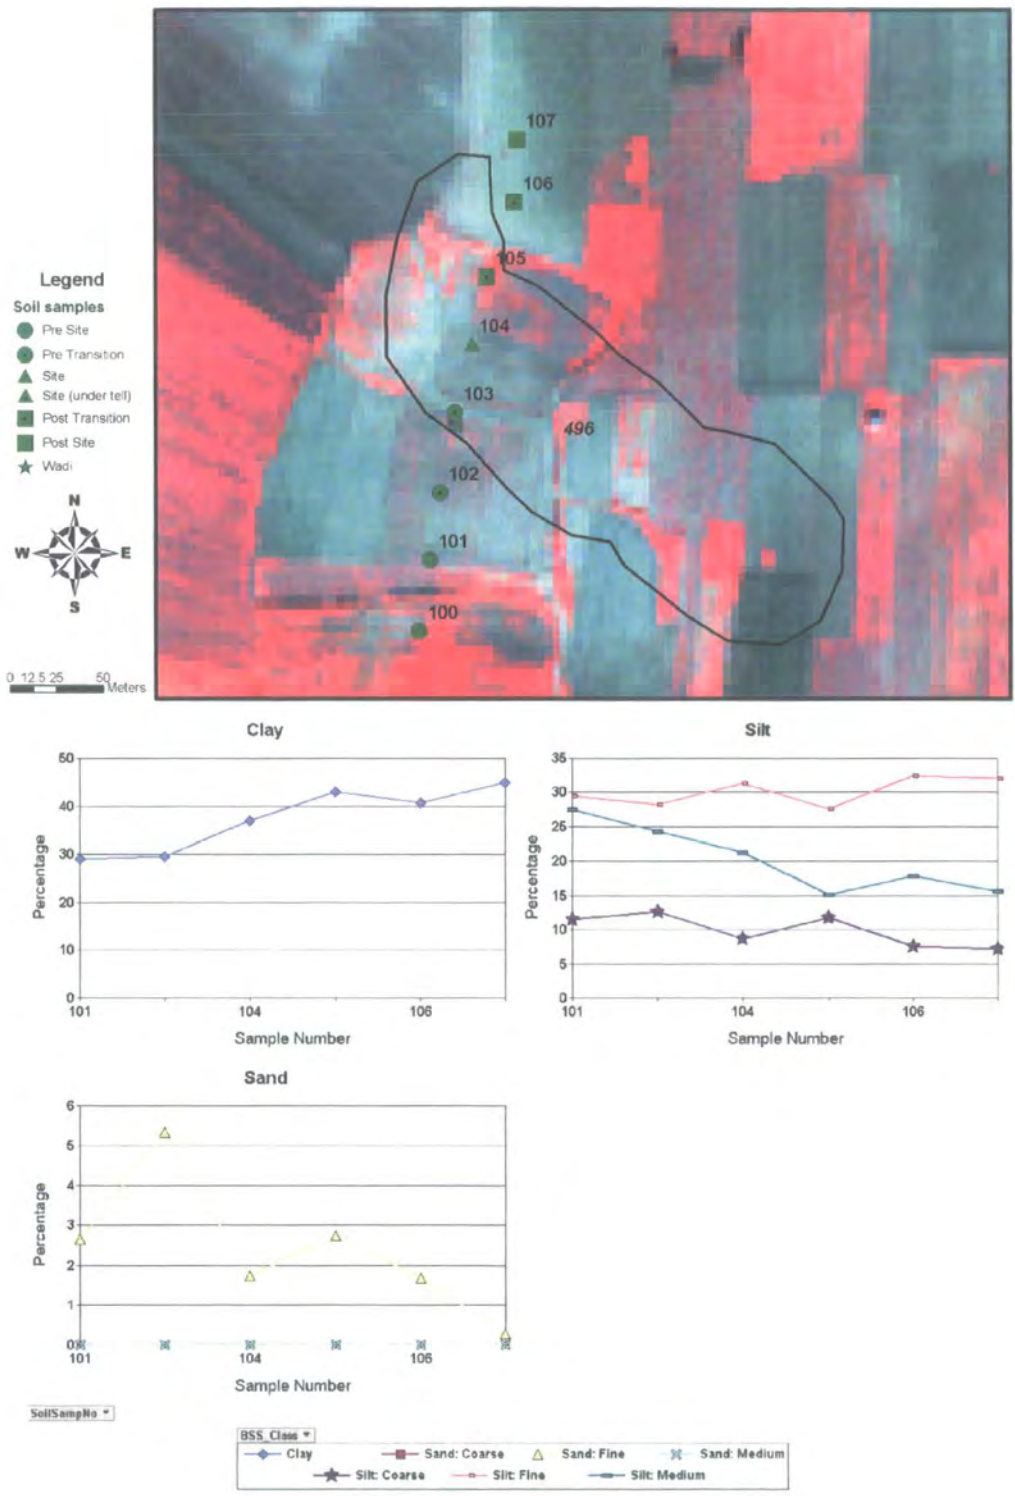 107
106
105
104
103
496
102
101
100
Legend
Soil samples
Pre Site
Pre Transition
Site
Site (under tell)
Post Transition
Post Site
Wadi
N
W E
S
0 12.5 25 50
Meters
Clay
50
40
30
20
10
0
Percentage
101 104 106
Sample Number
Silt
35
30
25
20
15
10
5
0
Percentage
101 104 106
Sample Number
Sand
6
5
4
3
2
1
0
Percentage
101 104 106
Sample Number
SoilSampNo
BSS_Class
Clay Sand: Coarse Sand: Fine Sand: Medium
Silt: Coarse Silt: Fine Silt: Medium